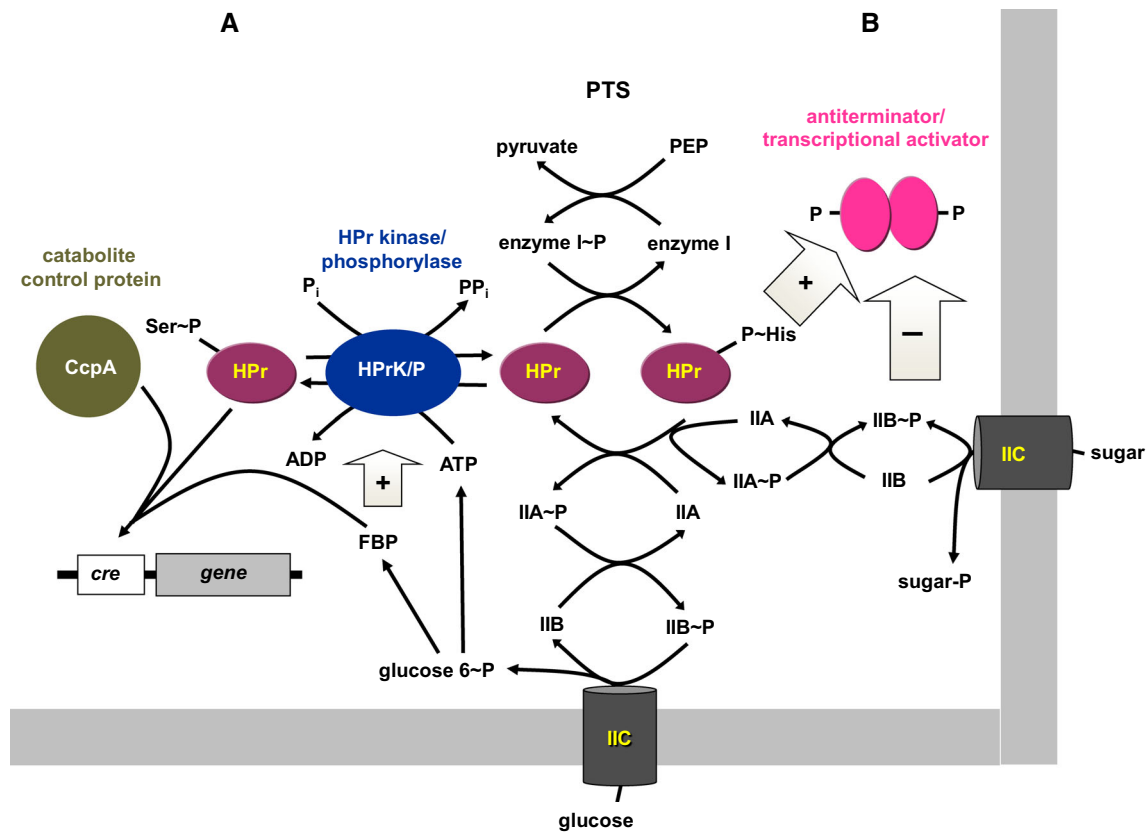 A
B
PTS
antiterminator/
transcriptional activator
pyruvate
PEP
P
P
enzyme I~P
enzyme I
HPr kinase/
phosphorylase
catabolite
control protein
Pi
PPi
+
Ser~P
P~His
–
CcpA
HPr
HPrK/P
HPr
HPr
ADP
ATP
+
IIA
IIB~P
IIC
sugar
IIA~P
IIB
IIA~P
IIA
FBP
cre
gene
sugar-P
IIB
IIB~P
glucose 6~P
IIC
glucose